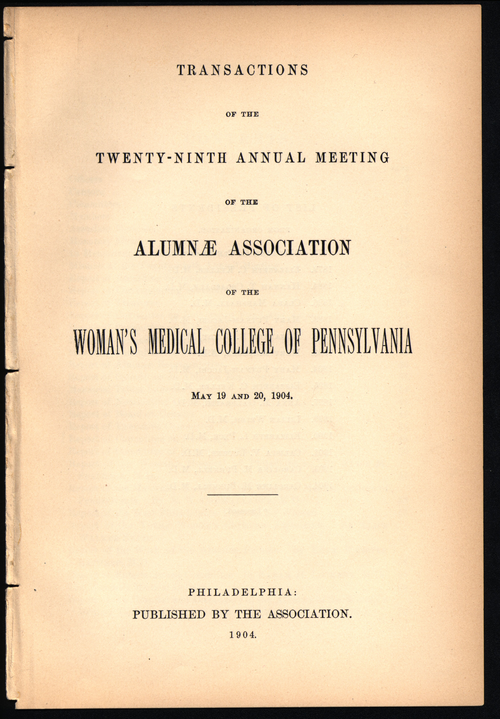 TRANSACTIONS
OF THE
TWENTY-NINTH ANNUAL MEETING
OF THE
ALUMNÆ ASSOCIATION
OF THE
WOMAN'S MEDICAL COLLEGE OF PENNSYLVANIA
MAY 19 AND 20, 1904.
PHILADELPHIA:
PUBLISHED BY THE ASSOCIATION.
1904.